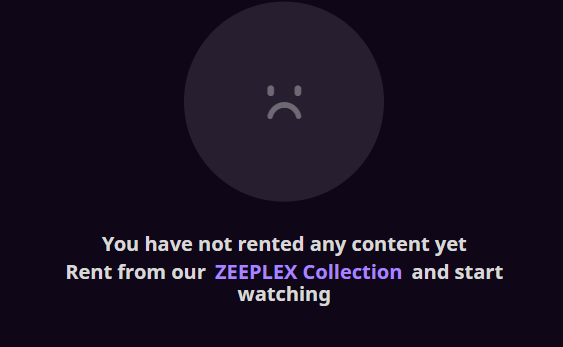 You have not rented any content yet
Rent from our ZEEPLEX Collection and start
watching